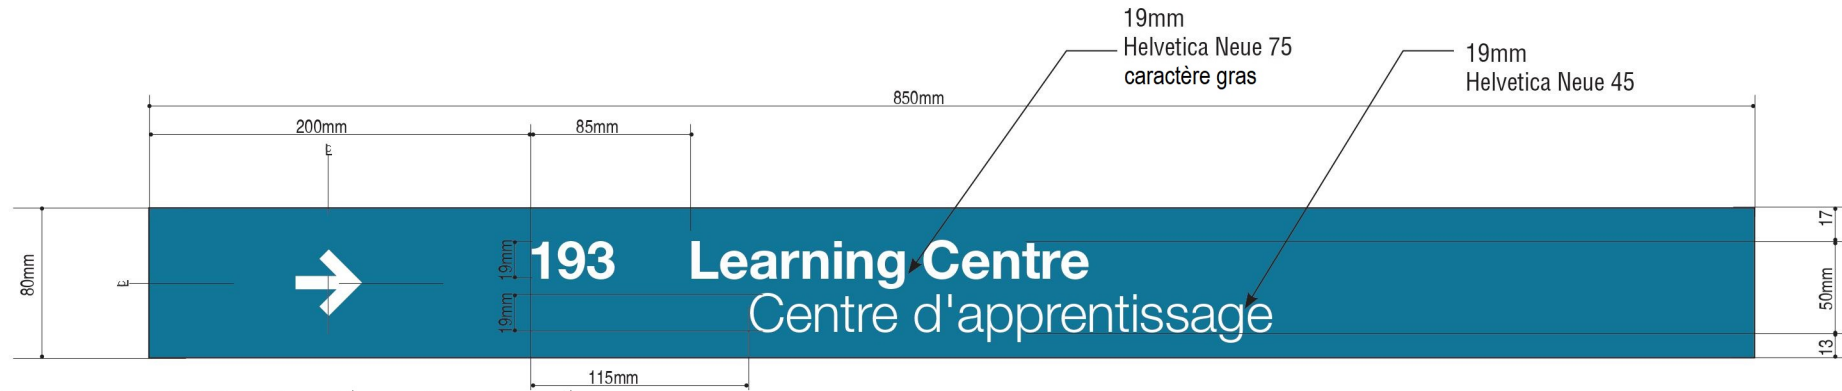 19mm
Helvetica Neue 75
caractère gras
19mm
Helvetica Neue 45
850mm
200mm
85mm
80mm
19mm
193 Learning Centre
19mm
Centre d'apprentissage
17
50mm
13
115mm